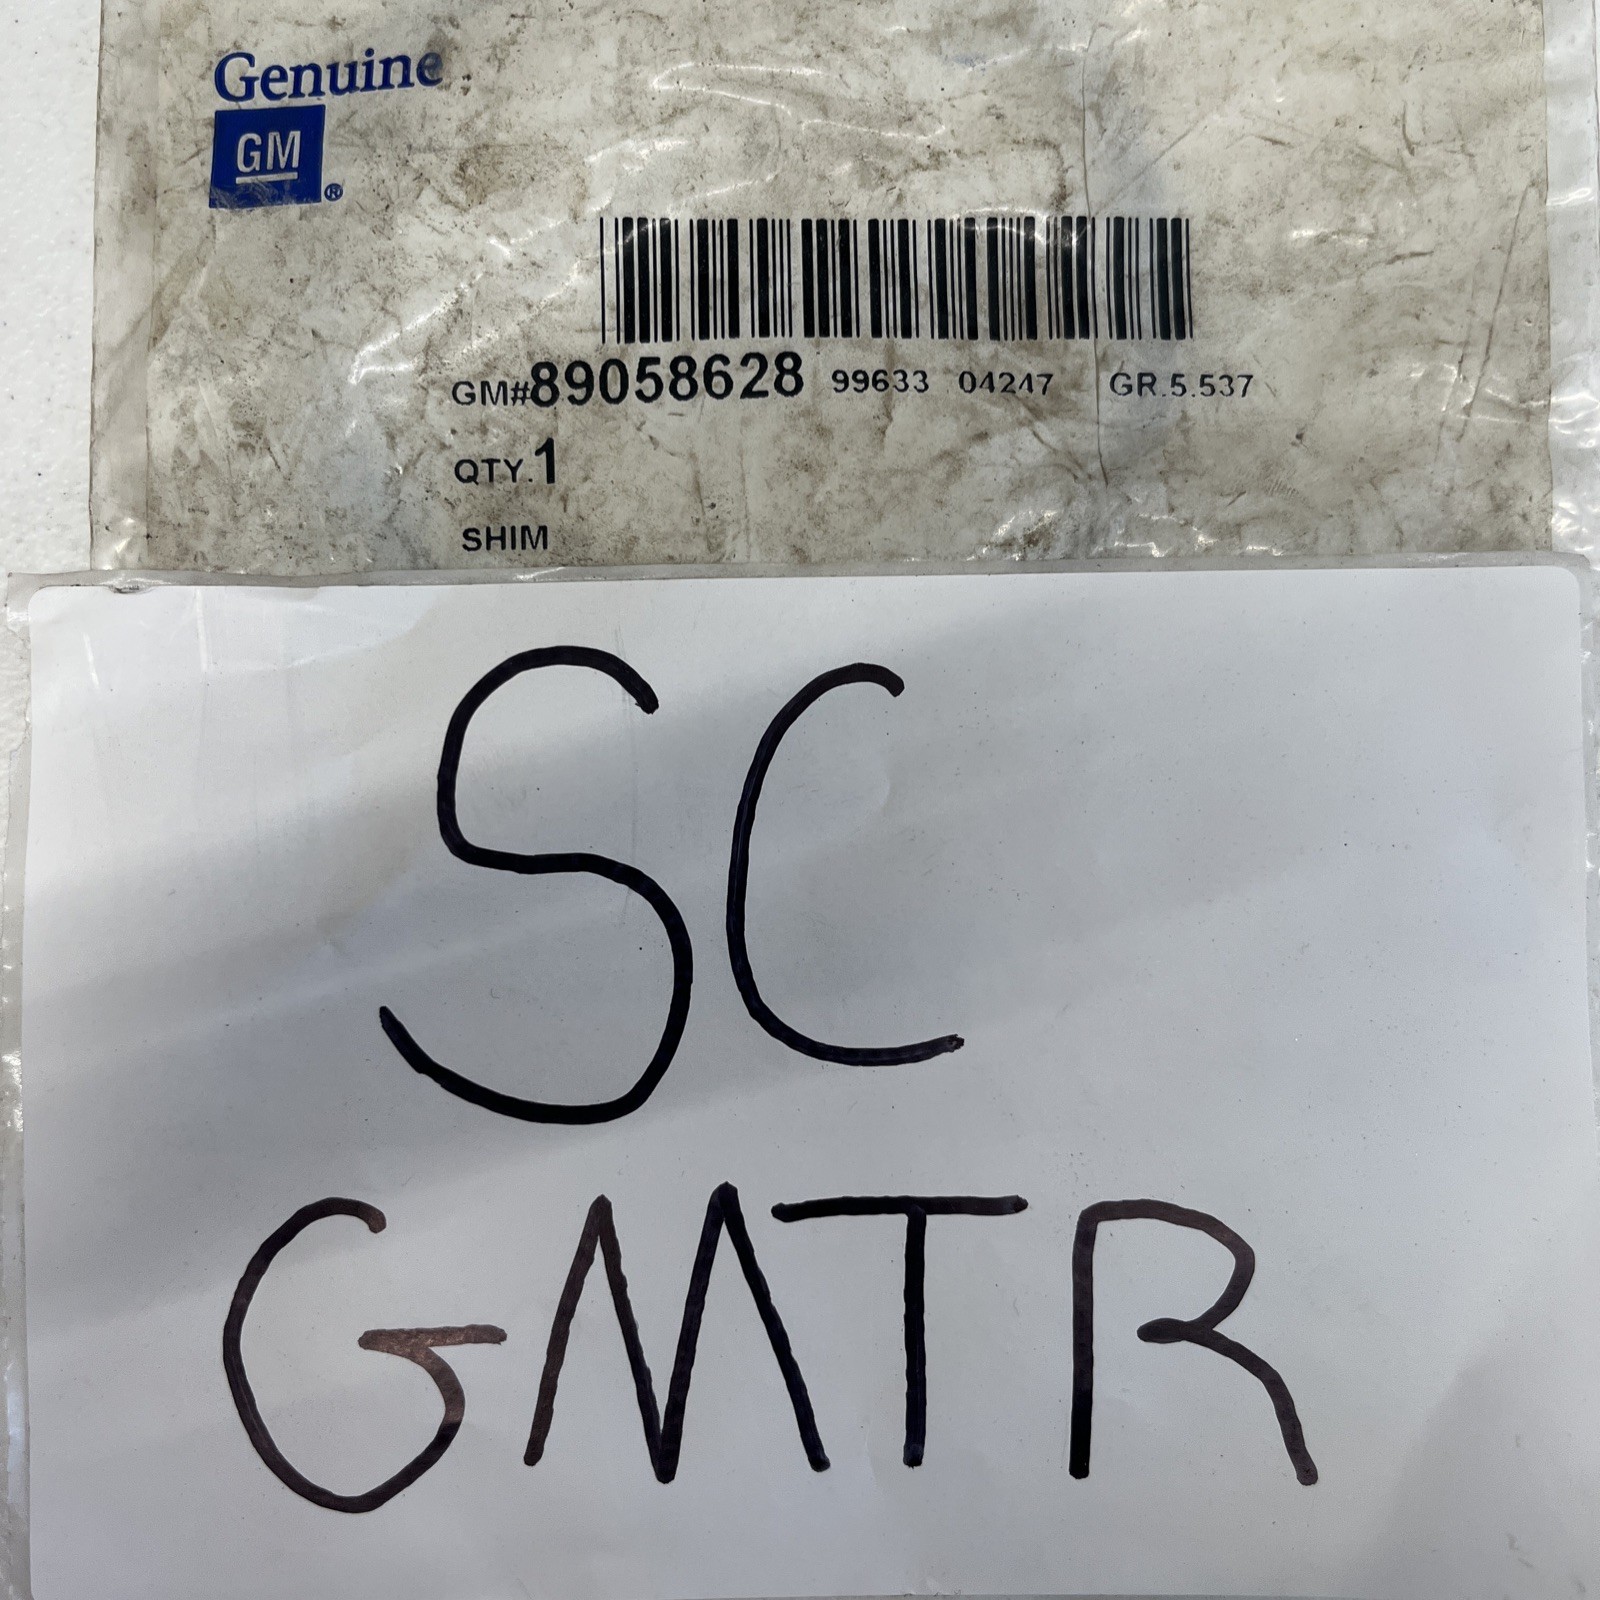 Genuine
GM®
GM#89058628 99633 04247 GR.5.537
QTY.1
SHIM
SC
GMTR